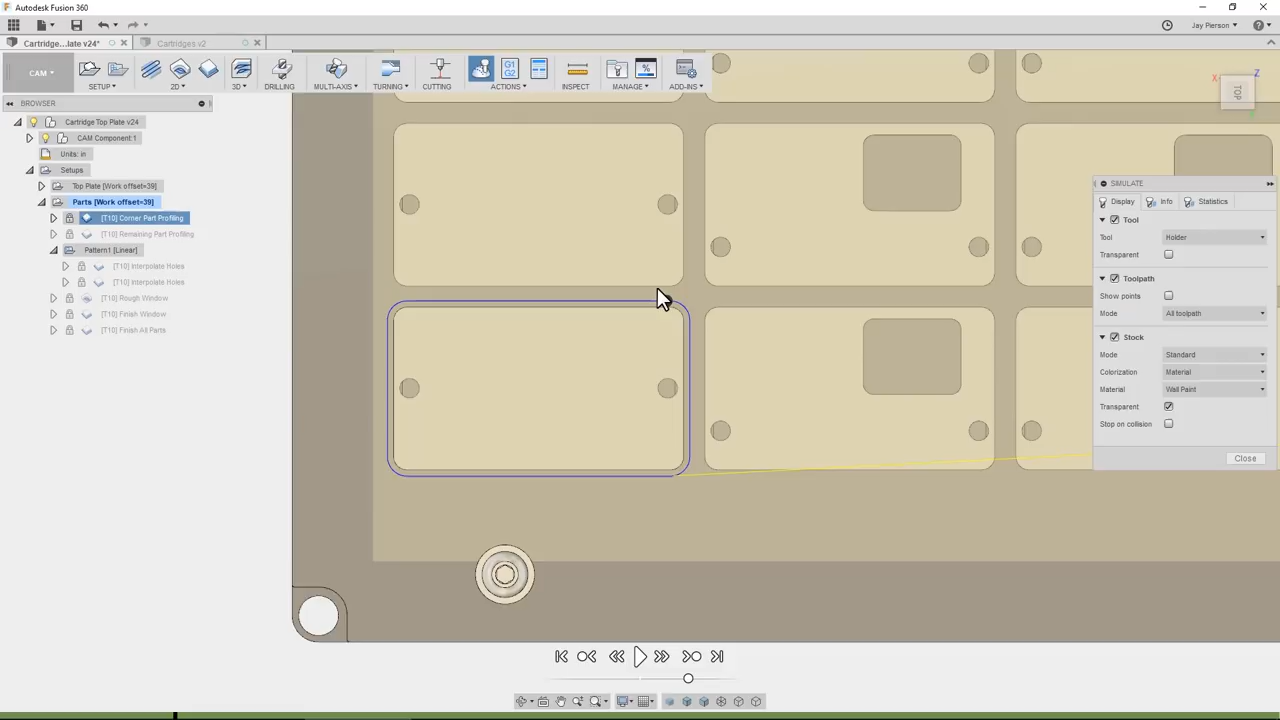 Autodesk Fusion 360
Jay Pierson
Cartridge...late v24*
Cartridges v2
CAM
SETUP
2D
3D
DRILLING
MULTI-AXIS
TURNING
CUTTING
G1
G2
ACTIONS
INSPECT
%
MANAGE
ADD-INS
BROWSER
X
Z
TOP
Y
Cartridge Top Plate v24
CAM Component 1
Units: in
Setups
Top Plate [Work offset=39]
Parts [Work offset=39]
[T10] Corner Part Profiling
[T10] Remaining Part Profiling
Pattern1 [Linear]
[T10] Interpolate Holes
[T10] Interpolate Holes
[T10] Rough Window
[T10] Finish Window
[T10] Finish All Parts
SIMULATE
Display
Info
Statistics
Tool
Tool Holder
Transparent
Toolpath
Show points
Mode All toolpath
Stock
Mode Standard
Colorization Material
Material Wall Paint
Transparent
Stop on collision
Close